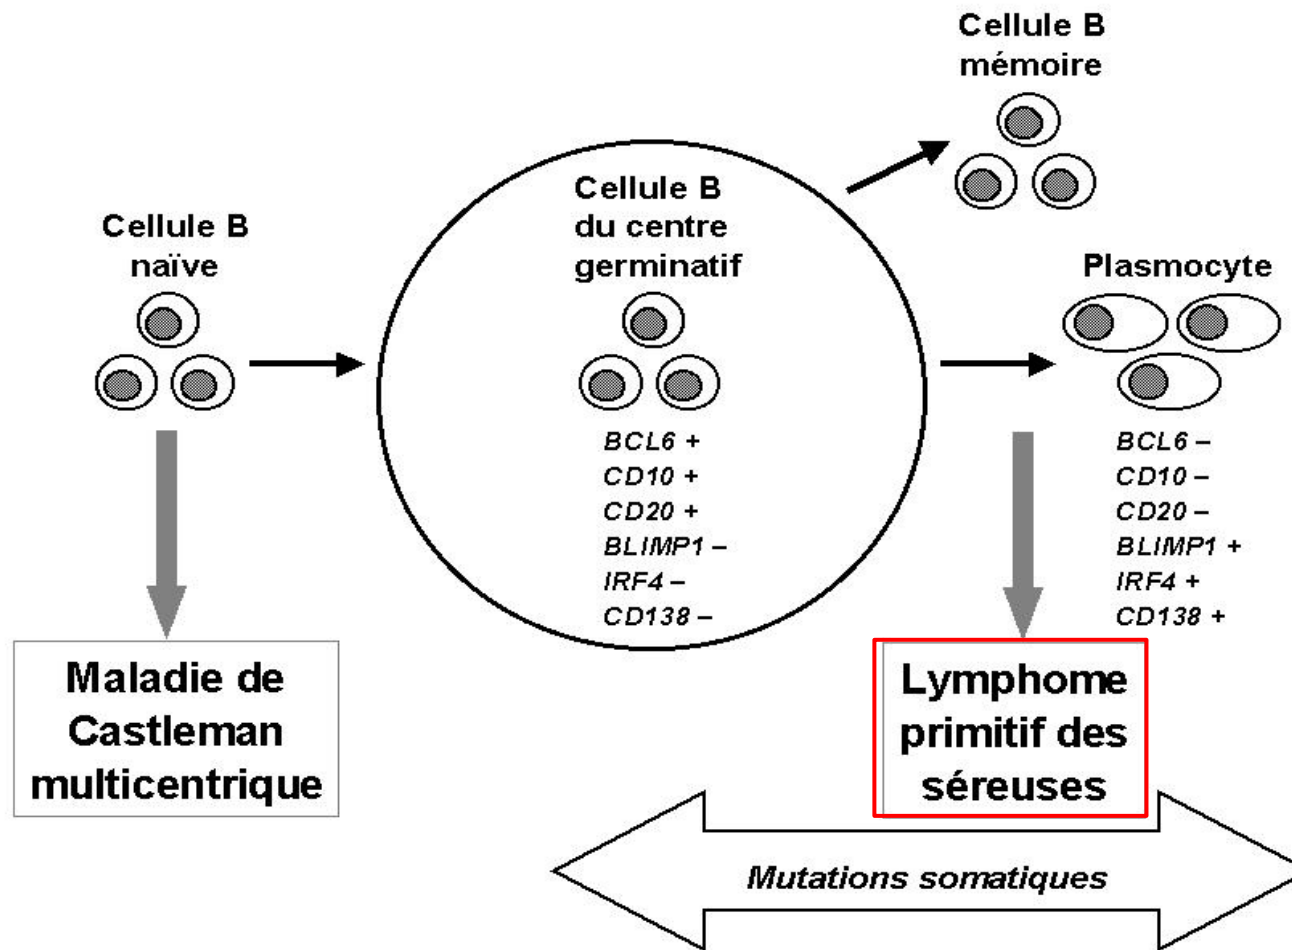 Cellule B
mémoire
Cellule B
du centre
germinatif
Cellule B
naïve
Plasmocyte
BCL6 +
CD10 +
CD20 +
BLIMP1 –
IRF4 –
CD138 –
BCL6 –
CD10 –
CD20 –
BLIMP1 +
IRF4 +
CD138 +
Maladie de
Castleman
multicentrique
Lymphome
primitif des
séreuses
Mutations somatiques